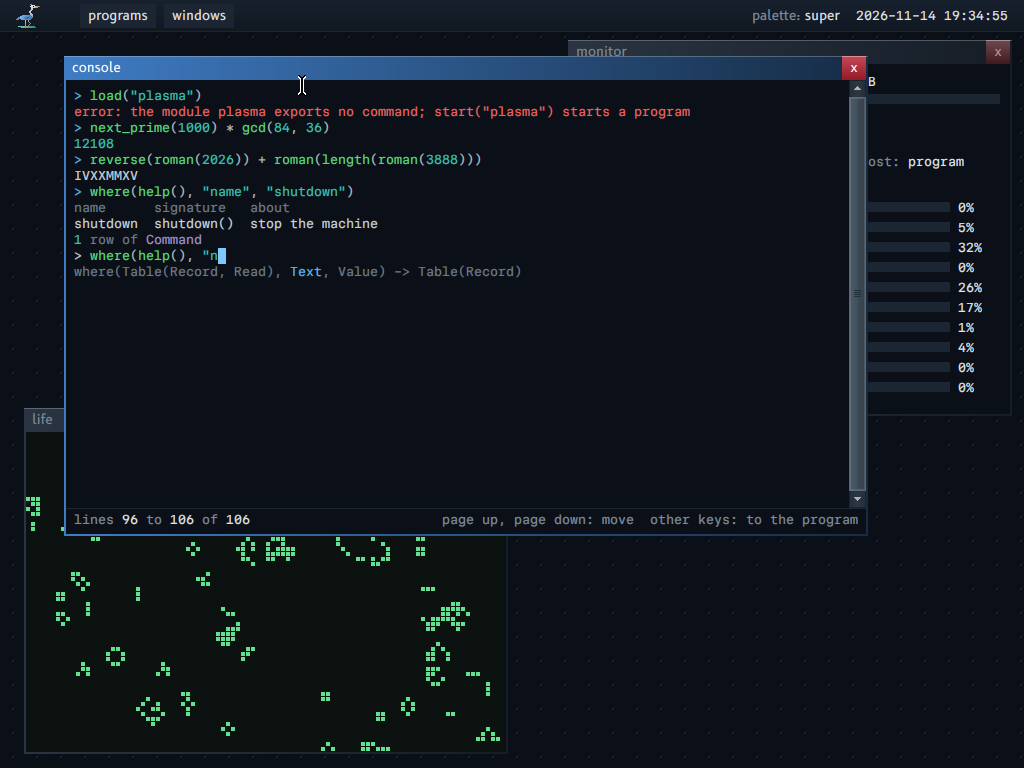 programs windows palette: super 2026-11-14 19:34:55
monitor x
console x
B
> load("plasma")
error: the module plasma exports no command; start("plasma") starts a program
> next_prime(1000) * gcd(84, 36)
12108
> reverse(roman(2026)) + roman(length(roman(3888)))
IVXXMMXV
> where(help(), "name", "shutdown")
name signature about
shutdown shutdown() stop the machine
1 row of Command
> where(help(), "n
where(Table(Record, Read), Text, Value) -> Table(Record)
ost: program
0%
5%
32%
0%
26%
17%
1%
4%
0%
0%
lines 96 to 106 of 106 page up, page down: move other keys: to the program
life